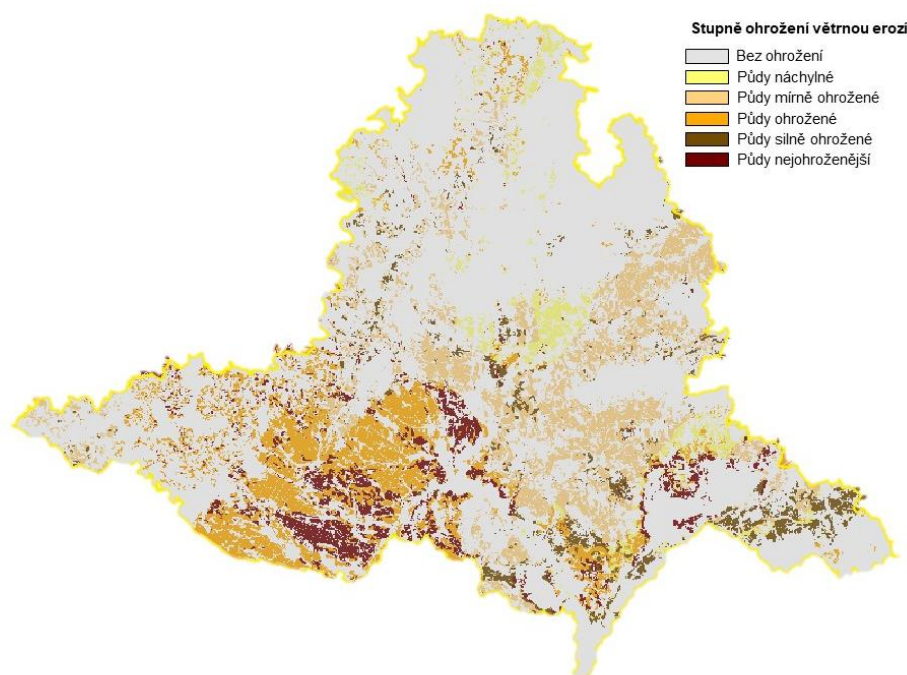 Stupně ohrožení větrnou erozí
Bez ohrožení
Půdy náchylné
Půdy mírně ohrožené
Půdy ohrožené
Půdy silně ohrožené
Půdy nejohroženější